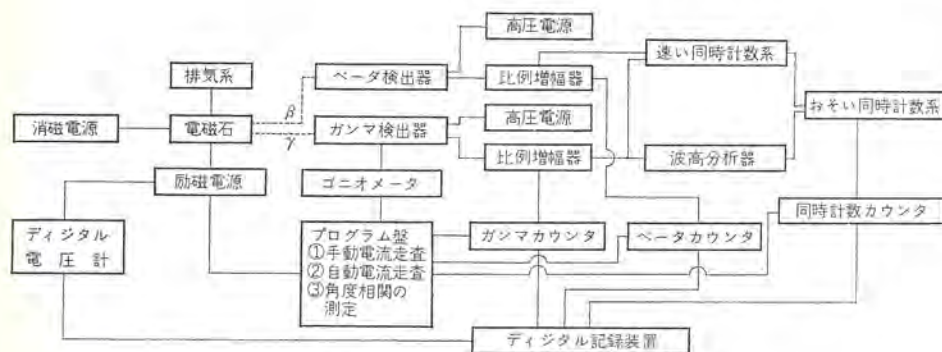 高圧電源
排気系
ベータ検出器
比例増幅器
速い同時計数系
β
おそい同時計数系
消磁電源
電磁石
γ
ガンマ検出器
高圧電源
比例増幅器
波高分析器
励磁電源
ゴニオメータ
同時計数カウンタ
ディジタル
電圧計
プログラム盤
①手動電流走査
②自動電流走査
③角度相関の
測定
ガンマカウンタ
ベータカウンタ
ディジタル記録装置